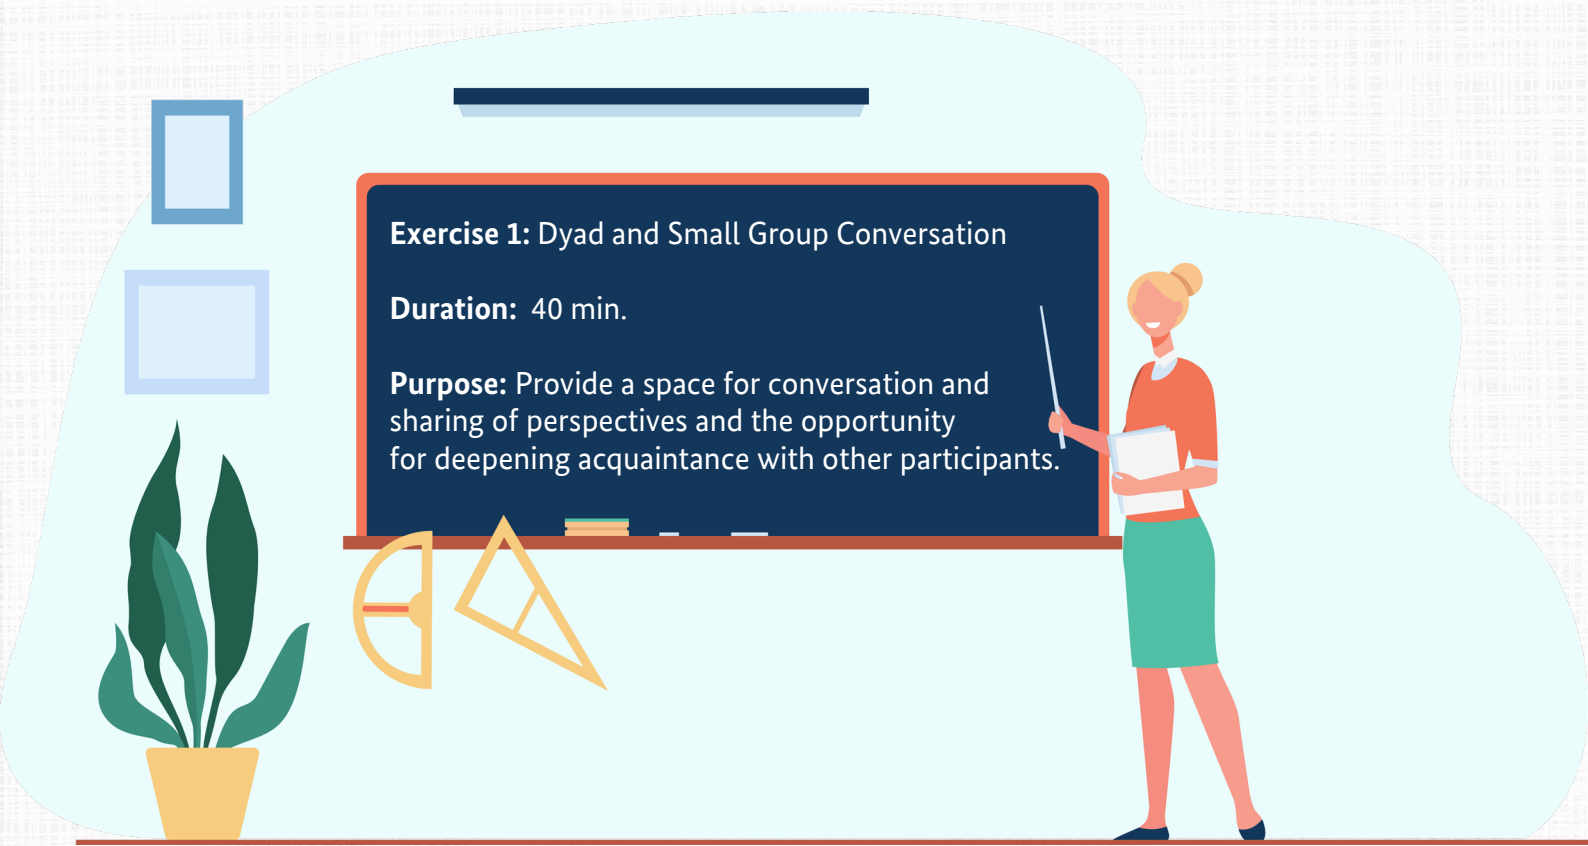 Exercise 1: Dyad and Small Group Conversation
Duration: 40 min.
Purpose: Provide a space for conversation and
sharing of perspectives and the opportunity
for deepening acquaintance with other participants.